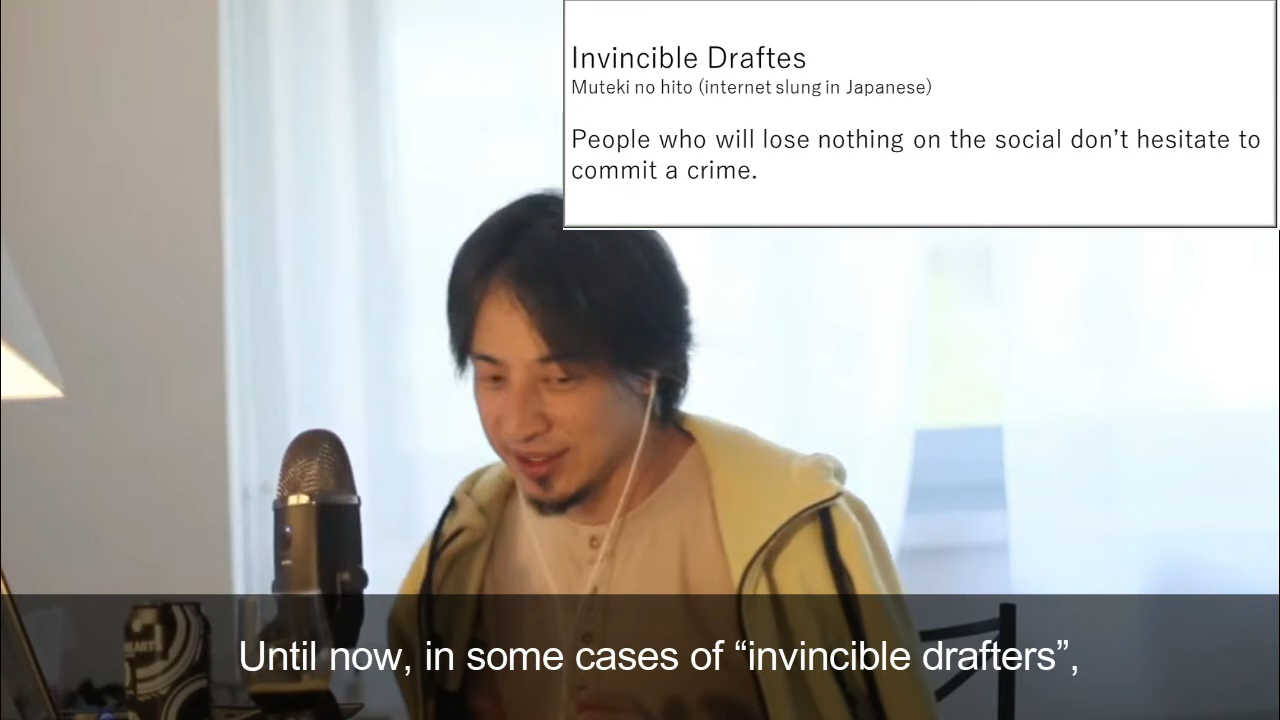 Invincible Draftes
Muteki no hito (internet slung in Japanese)
People who will lose nothing on the social don't hesitate to
commit a crime.
Until now, in some cases of “invincible drafters”,